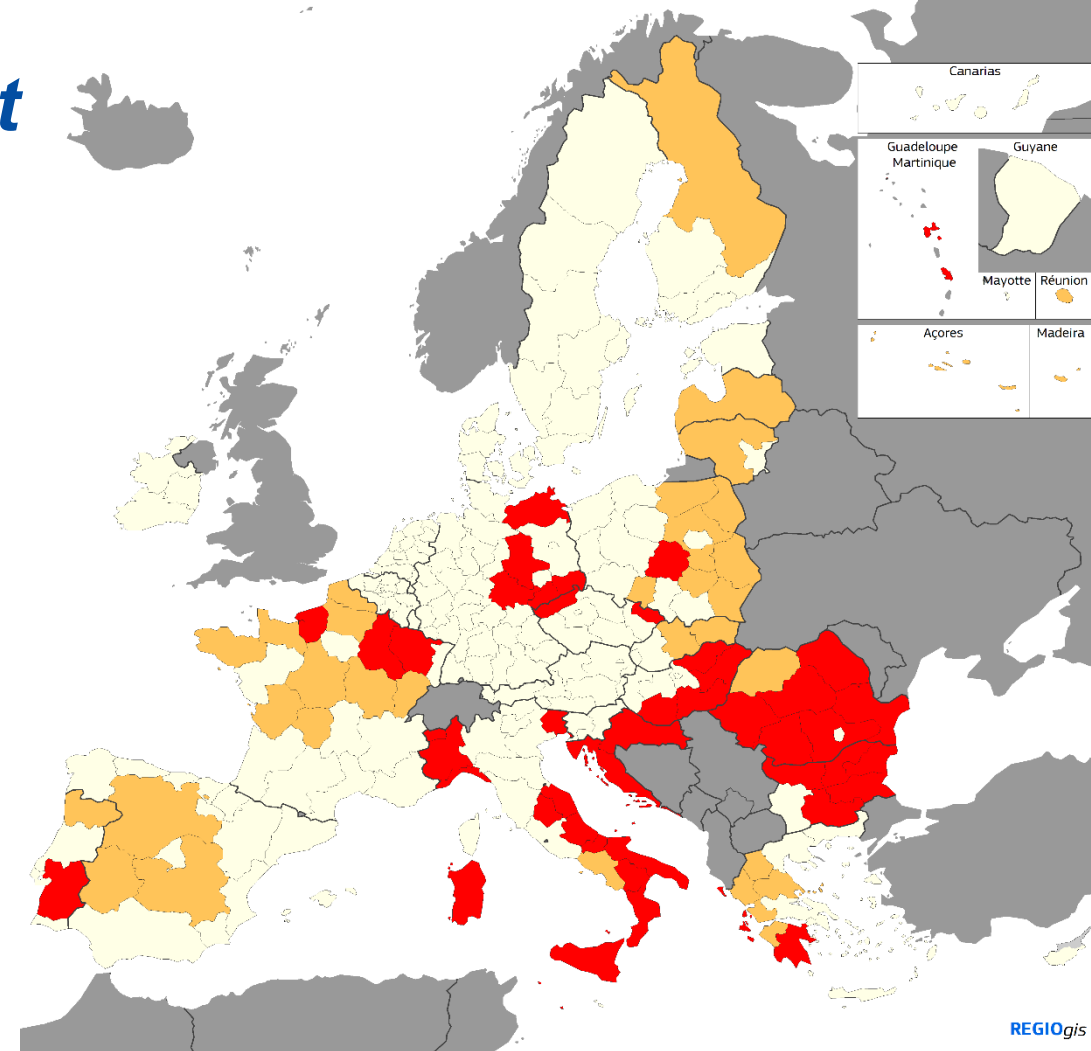 t
Canarias
Guadeloupe
Martinique
Guyane
Mayotte
Réunion
Açores
Madeira
REGIOgis